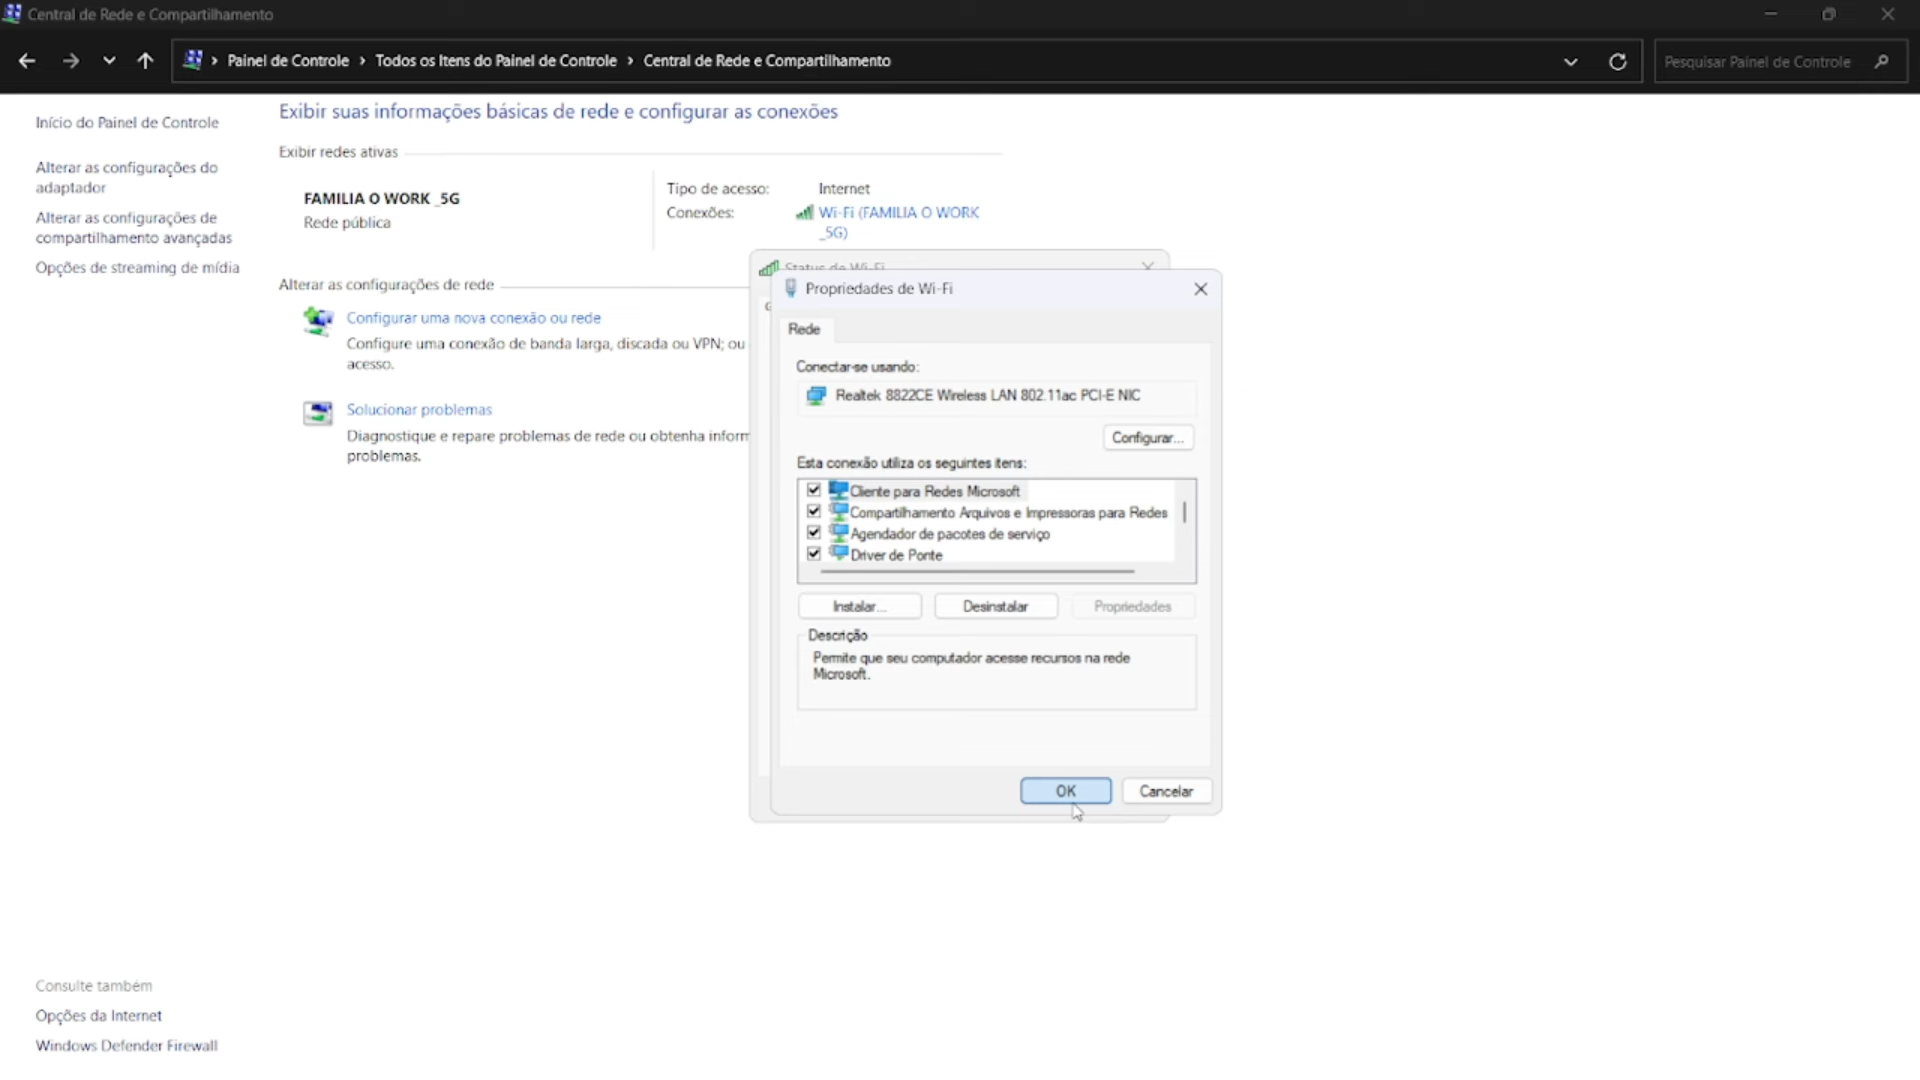 Central de Rede e Compartilhamento
Painel de Controle > Todos os Itens do Painel de Controle > Central de Rede e Compartilhamento
Pesquisar Painel de Controle
Início do Painel de Controle
Alterar as configurações do
adaptador
Alterar as configurações de
compartilhamento avançadas
Opções de streaming de mídia
Exibir suas informações básicas de rede e configurar as conexões
Exibir redes ativas
FAMILIA O WORK _5G
Rede pública
Tipo de acesso: Internet
Conexões: Wi-Fi (FAMILIA O WORK
_5G)
Alterar as configurações de rede
Configurar uma nova conexão ou rede
Configure uma conexão de banda larga, discada ou VPN; ou
acesso.
Solucionar problemas
Diagnostique e repare problemas de rede ou obtenha inform
problemas.
Status de Wi-Fi
Propriedades de Wi-Fi
Rede
Conectar-se usando:
Realtek 8822CE Wireless LAN 802.11ac PCI-E NIC
Configurar...
Esta conexão utiliza os seguintes itens:
Cliente para Redes Microsoft
Compartilhamento Arquivos e Impressoras para Redes
Agendador de pacotes de serviço
Driver de Ponte
Instalar...
Desinstalar
Propriedades
Descrição
Permite que seu computador acesse recursos na rede
Microsoft.
OK
Cancelar
Consulte também
Opções da Internet
Windows Defender Firewall